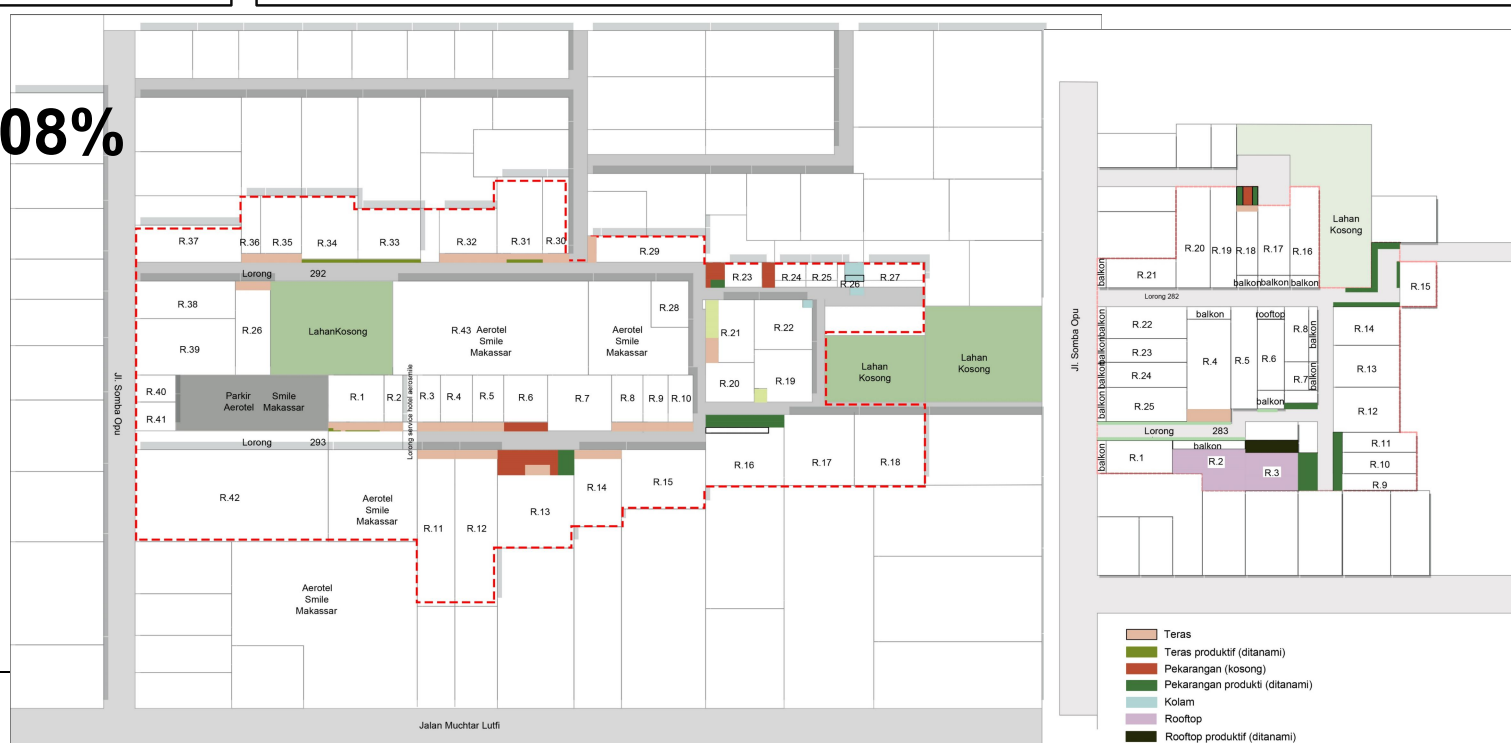 08%
R.37
R.36
R.35
R.34
R.33
R.32
R.31
R.30
R.29
Lorong 292
R.23
R.24
R.25
R.26
R.27
R.38
R.39
R.26
LahanKosong
R.43
Aerotel
Smile
Makassar
Aerotel
Smile
Makassar
R.28
R.21
R.22
R.20
R.19
Lahan
Kosong
Lahan
Kosong
R.40
R.41
Parkir Smile
Aerotel Makassar
R.1
R.2
Lorong service hotel aerosmile
R.3
R.4
R.5
R.6
R.7
R.8
R.9
R.10
Jl. Somba Opu
Lorong 293
R.42
Aerotel
Smile
Makassar
R.11
R.12
R.13
R.14
R.15
R.16
R.17
R.18
Aerotel
Smile
Makassar
Jalan Muchtar Lutfi
Jl. Somba Opu
Lahan
Kosong
R.20
R.19
R.18
R.17
R.16
balkon
R.21
balkon
balkon
balkon
R.15
Lorong 282
balkon
balkon
balkon
balkon
R.22
R.23
R.24
R.25
balkon
R.4
R.5
rooftop
R.6
balkon
R.8
balkon
R.7
balkon
R.14
R.13
R.12
Lorong 283
balkon
R.1
balkon
R.2
R.3
R.11
R.10
R.9
Teras
Teras produktif (ditanami)
Pekarangan (kosong)
Pekarangan produkti (ditanami)
Kolam
Rooftop
Rooftop produktif (ditanami)